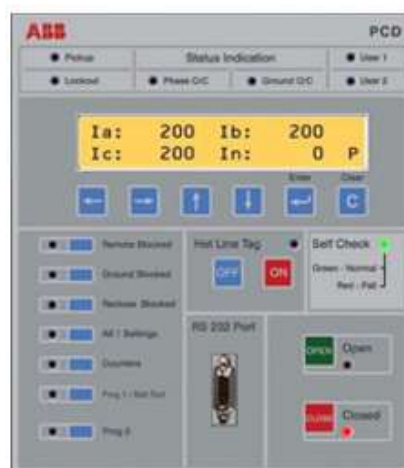 ABB
PCD
Pickup
Status Indication
User 1
Lockout
Phase O/C
Ground O/C
User 2
Ia: 200 Ib: 200
Ic: 200 In: 0 P
Enter
Clear
C
Remote Blocked
Hot Line Tag
Self Check
Ground Blocked
OFF
ON
Green - Normal
Red - Fail
Reclose Blocked
Alt 1 Settings
RS 232 Port
Counters
OPEN
Open
Prog 2
CLOSE
Closed